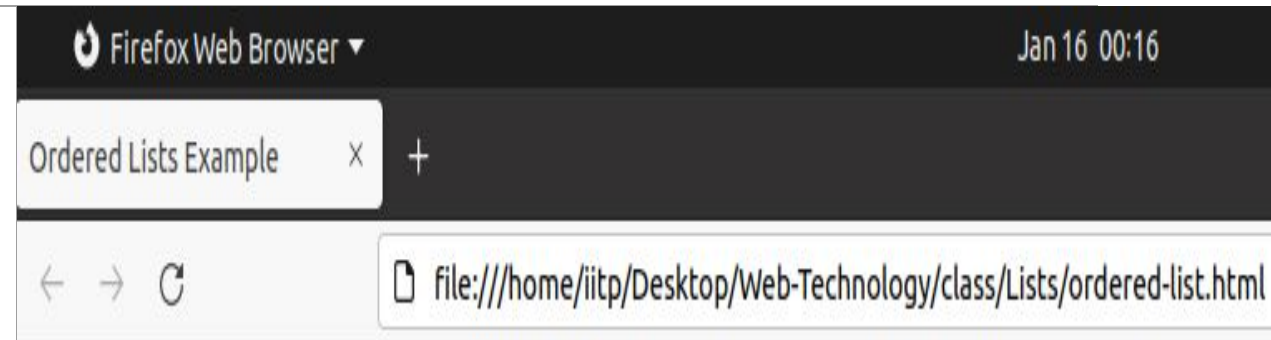 Firefox Web Browser Jan 16 00:16
Ordered Lists Example
file:///home/iitp/Desktop/Web-Technology/class/Lists/ordered-list.html